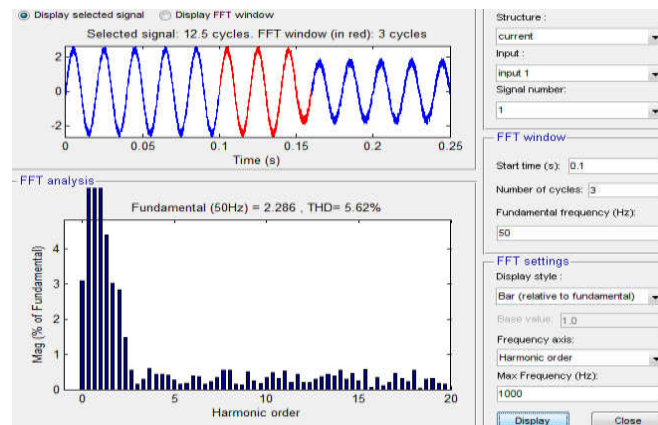 Display selected signal
Display FFT window
Selected signal: 12.5 cycles. FFT window (in red): 3 cycles
2
0
-2
0 0.05 0.1 0.15 0.2 0.25
Time (s)
FFT analysis
Fundamental (50Hz) = 2.286 , THD= 5.62%
Mag (% of Fundamental)
4
3
2
1
0
0 5 10 15 20
Harmonic order
Structure :
current
Input :
input 1
Signal number:
1
FFT window
Start time (s): 0.1
Number of cycles: 3
Fundamental frequency (Hz):
50
FFT settings
Display style :
Bar (relative to fundamental)
Base value: 1.0
Frequency axis:
Harmonic order
Max Frequency (Hz):
1000
Display Close